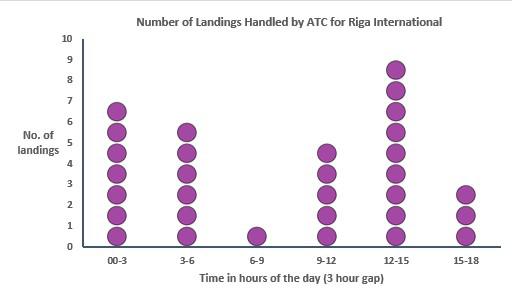 Number of Landings Handled by ATC for Riga International
10
9
8
7
6
5
4
3
2
1
0
No. of
landings
00-3 3-6 6-9 9-12 12-15 15-18
Time in hours of the day (3 hour gap)